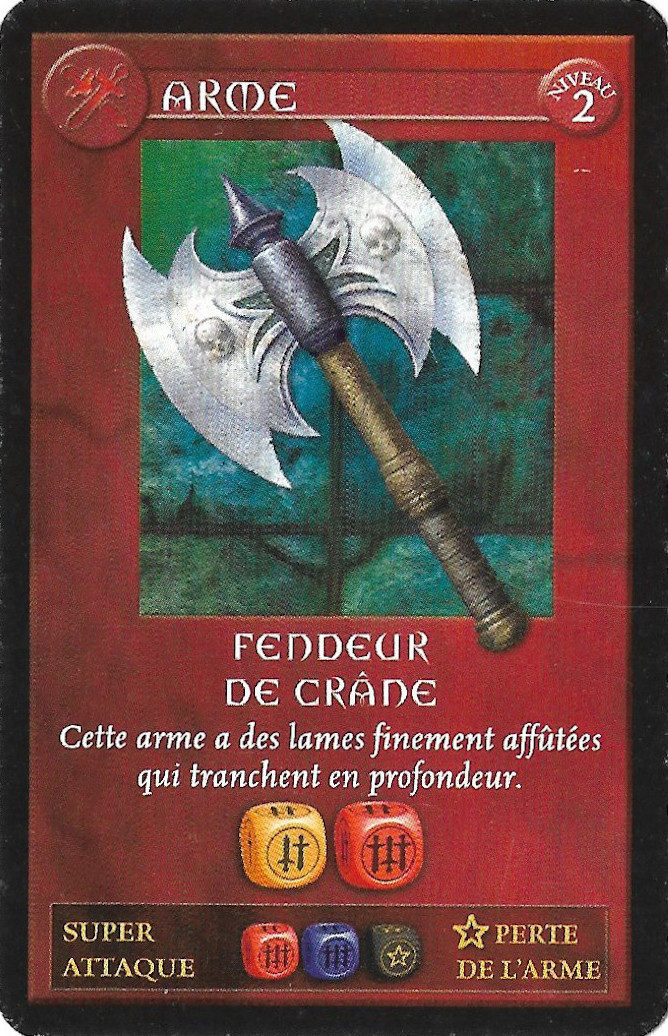 ARME
NIVEAU
2
FENDEUR
DE CRÂNE
Cette arme a des lames finement affûtées
qui tranchent en profondeur.
SUPER
ATTAQUE
PERTE
DE L'ARME